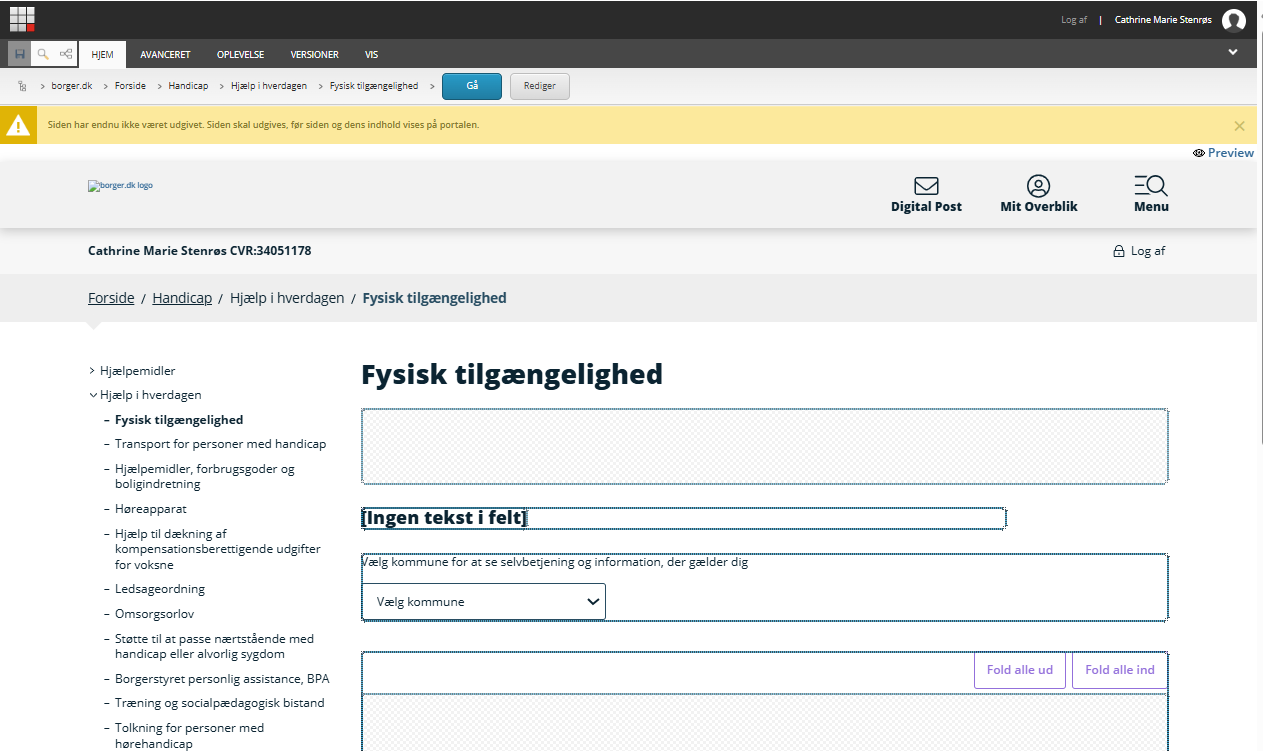 Log af | Cathrine Marie Stenrøs
HJEM AVANCERET OPLEVELSE VERSIONER VIS
> borger.dk > Forside > Handicap > Hjælp i hverdagen > Fysisk tilgængelighed > Gå Rediger
Siden har endnu ikke været udgivet. Siden skal udgives, før siden og dens indhold vises på portalen.
Preview
borger.dk logo
Digital Post Mit Overblik Menu
Cathrine Marie Stenrøs CVR:34051178 Log af
Forside / Handicap / Hjælp i hverdagen / Fysisk tilgængelighed
Hjælpemidler
Hjælp i hverdagen
– Fysisk tilgængelighed
– Transport for personer med handicap
– Hjælpemidler, forbrugsgoder og
boligindretning
– Høreapparat
– Hjælp til dækning af
kompensationsberettigende udgifter
for voksne
– Ledsageordning
– Omsorgsorlov
– Støtte til at passe nærtstående med
handicap eller alvorlig sygdom
– Borgerstyret personlig assistance, BPA
– Træning og socialpædagogisk bistand
– Tolkning for personer med
hørehandicap
Fysisk tilgængelighed
[Ingen tekst i felt]
Vælg kommune for at se selvbetjening og information, der gælder dig
Vælg kommune
Fold alle ud Fold alle ind